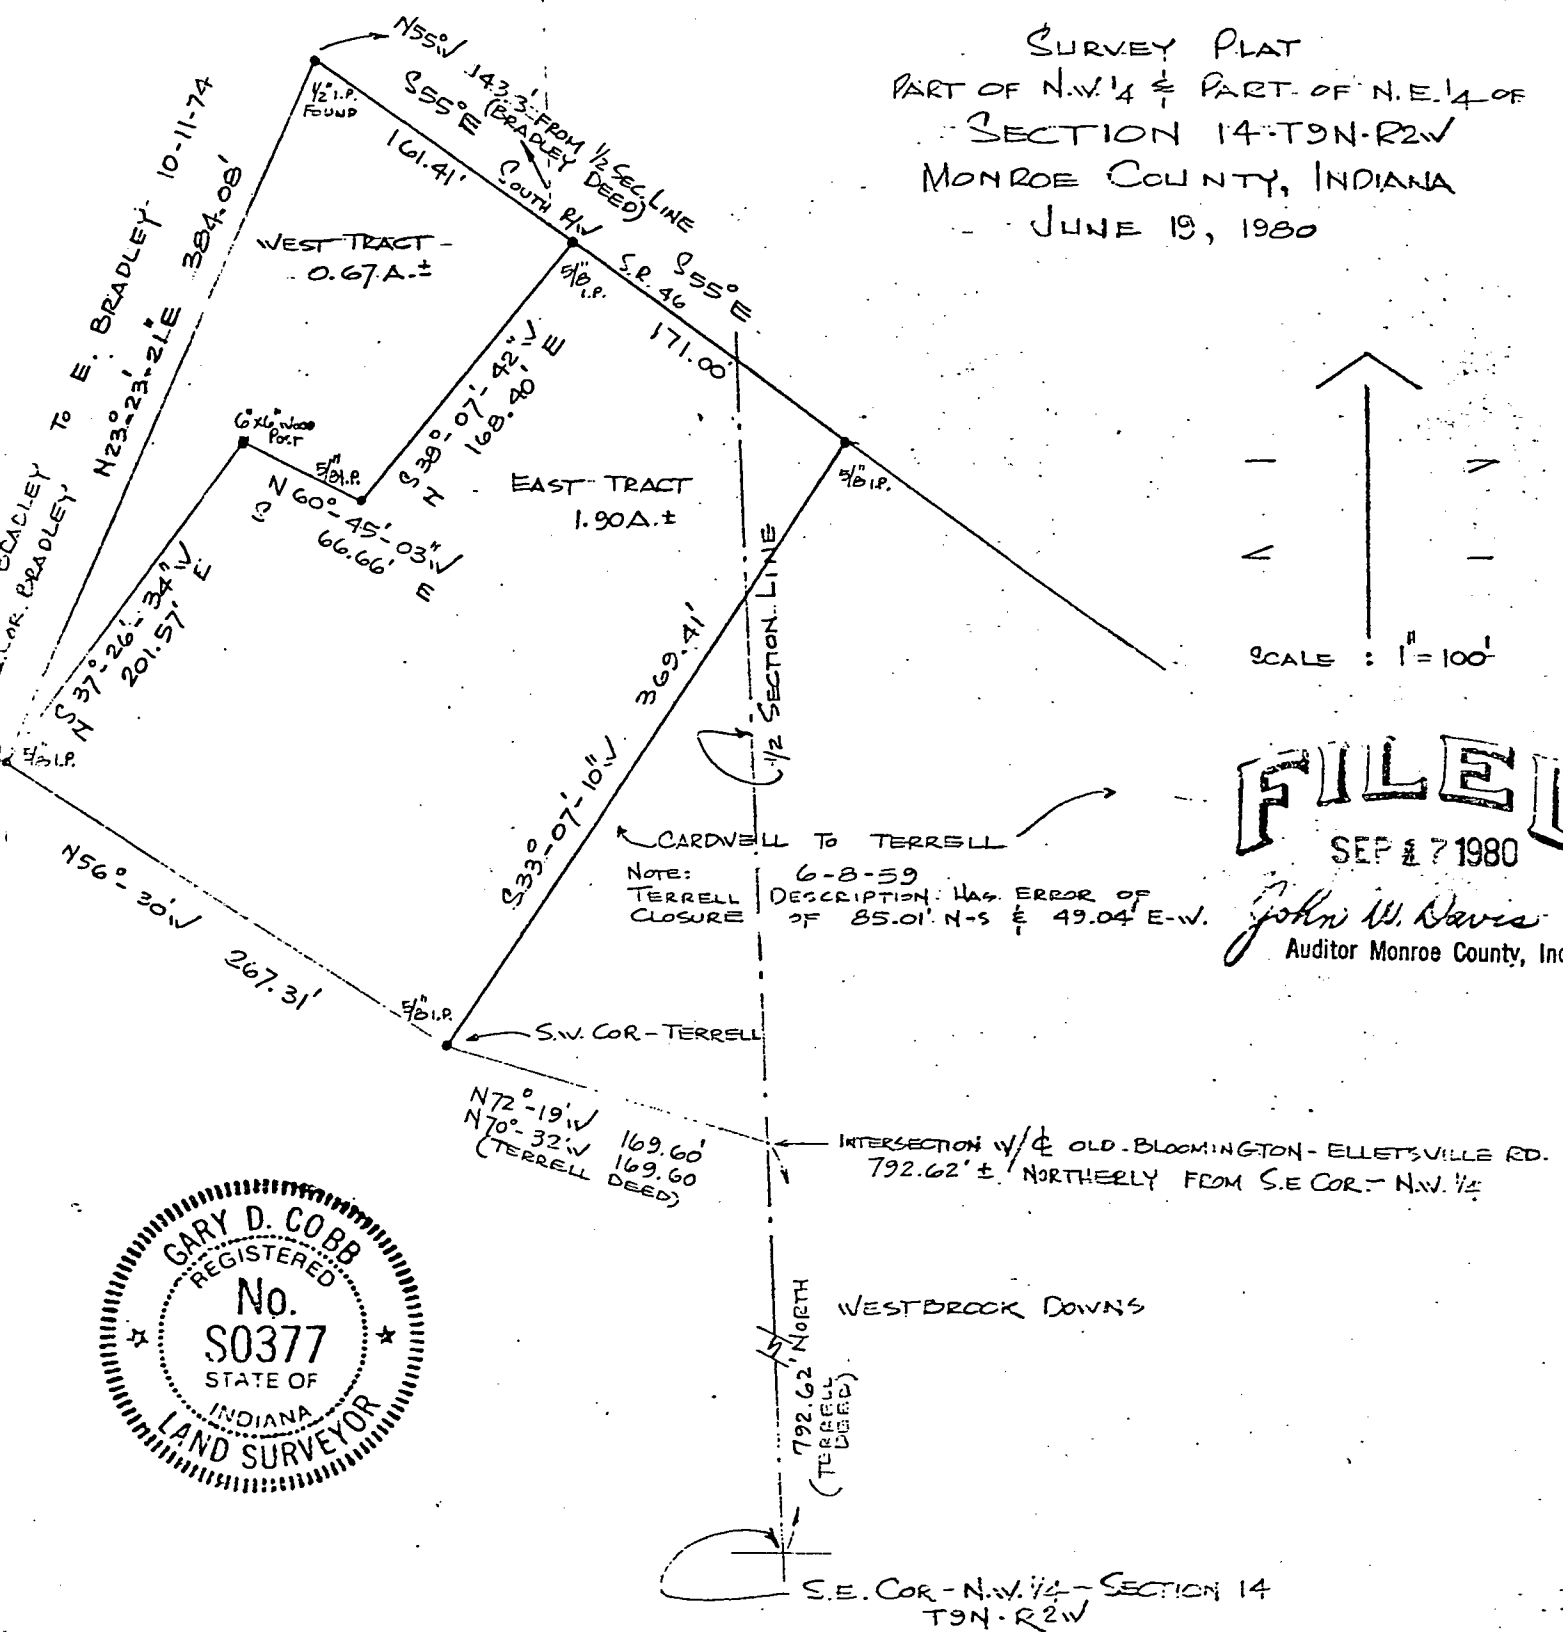 SURVEY PLAT
PART OF N.W. 1/4 & PART OF N.E. 1/4 OF
SECTION 14-T9N-R2W
MONROE COUNTY, INDIANA
JUNE 19, 1980
N55°W 143.3' FROM 1/2 SEC. LINE
(BRADLEY DEED)
S55°E
161.41'
SOUTH R/W
1/2" I.P.
FOUND
TO E. BRADLEY 10-11-74
BRADLEY
N23°-23'-21"E 384.08'
WEST TRACT -
0.67 A.±
5/8" I.P.
S.R. 46
S55°E
171.00'
S 38°-07'-42" W
N E
168.40'
6"x6" WOOD
POST
5/8" I.P.
N 60°-45'-03" W
S E
66.66'
EAST TRACT
1.90 A.±
5/8" I.P.
S 37°-26'-34" W
N E
201.57'
5/8" I.P.
1/2 SECTION LINE
369.41'
S33°-07'-10"W
SCALE : 1"=100'
FILED
SEP 17 1980
John W. Davis
Auditor Monroe County, Ind
CARDWELL TO TERRELL
6-8-59
NOTE:
TERRELL DESCRIPTION HAS ERROR OF
CLOSURE OF 85.01' N-S & 49.04' E-W.
N56°-30'W 267.31'
5/8" I.P.
S.W. COR - TERRELL
N72°-19'W 169.60'
N70°-32'W 169.60
(TERRELL DEED)
INTERSECTION W/ ℄ OLD BLOOMINGTON - ELLETSVILLE RD.
792.62' ± NORTHERLY FROM S.E COR - N.W. 1/4
GARY D. COBB
REGISTERED
No.
S0377
STATE OF
INDIANA
LAND SURVEYOR
WESTBROOK DOWNS
792.62' NORTH
(TERRELL
DEED)
S.E. COR - N.W. 1/4 - SECTION 14
T9N - R2W